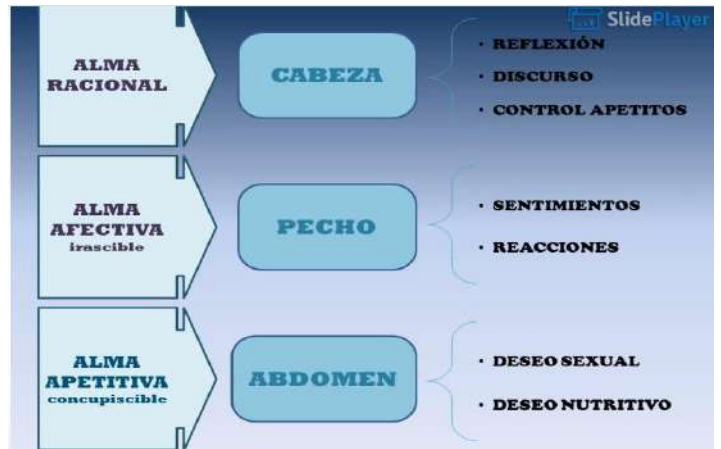 SlidePlayer
ALMA
RACIONAL
CABEZA
• REFLEXIÓN
• DISCURSO
• CONTROL APETITOS
ALMA
AFECTIVA
irascible
PECHO
• SENTIMIENTOS
• REACCIONES
ALMA
APETITIVA
concupiscible
ABDOMEN
• DESEO SEXUAL
• DESEO NUTRITIVO